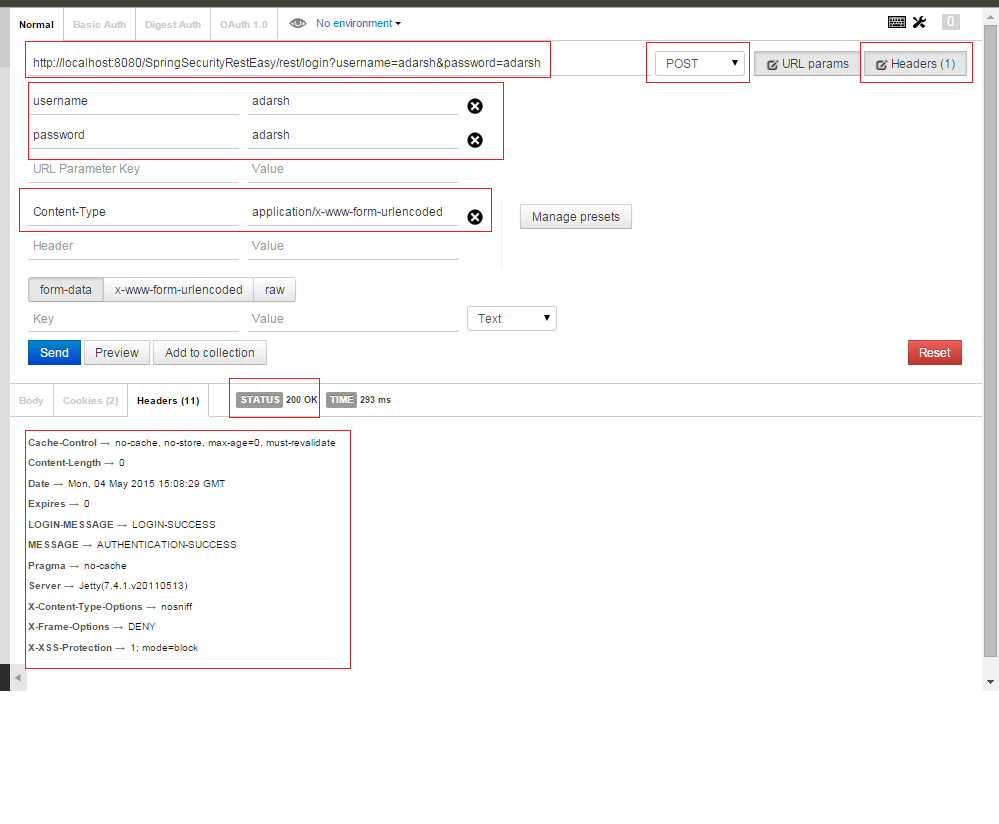 Normal Basic Auth Digest Auth OAuth 1.0 No environment 0
http://localhost:8080/SpringSecurityRestEasy/rest/login?username=adarsh&password=adarsh POST URL params Headers (1)
username adarsh
password adarsh
URL Parameter Key Value
Content-Type application/x-www-form-urlencoded Manage presets
Header Value
form-data x-www-form-urlencoded raw
Key Value Text
Send Preview Add to collection Reset
Body Cookies (2) Headers (11) STATUS 200 OK TIME 293 ms
Cache-Control → no-cache, no-store, max-age=0, must-revalidate
Content-Length → 0
Date → Mon, 04 May 2015 15:08:29 GMT
Expires → 0
LOGIN-MESSAGE → LOGIN-SUCCESS
MESSAGE → AUTHENTICATION-SUCCESS
Pragma → no-cache
Server → Jetty(7.4.1.v20110513)
X-Content-Type-Options → nosniff
X-Frame-Options → DENY
X-XSS-Protection → 1; mode=block